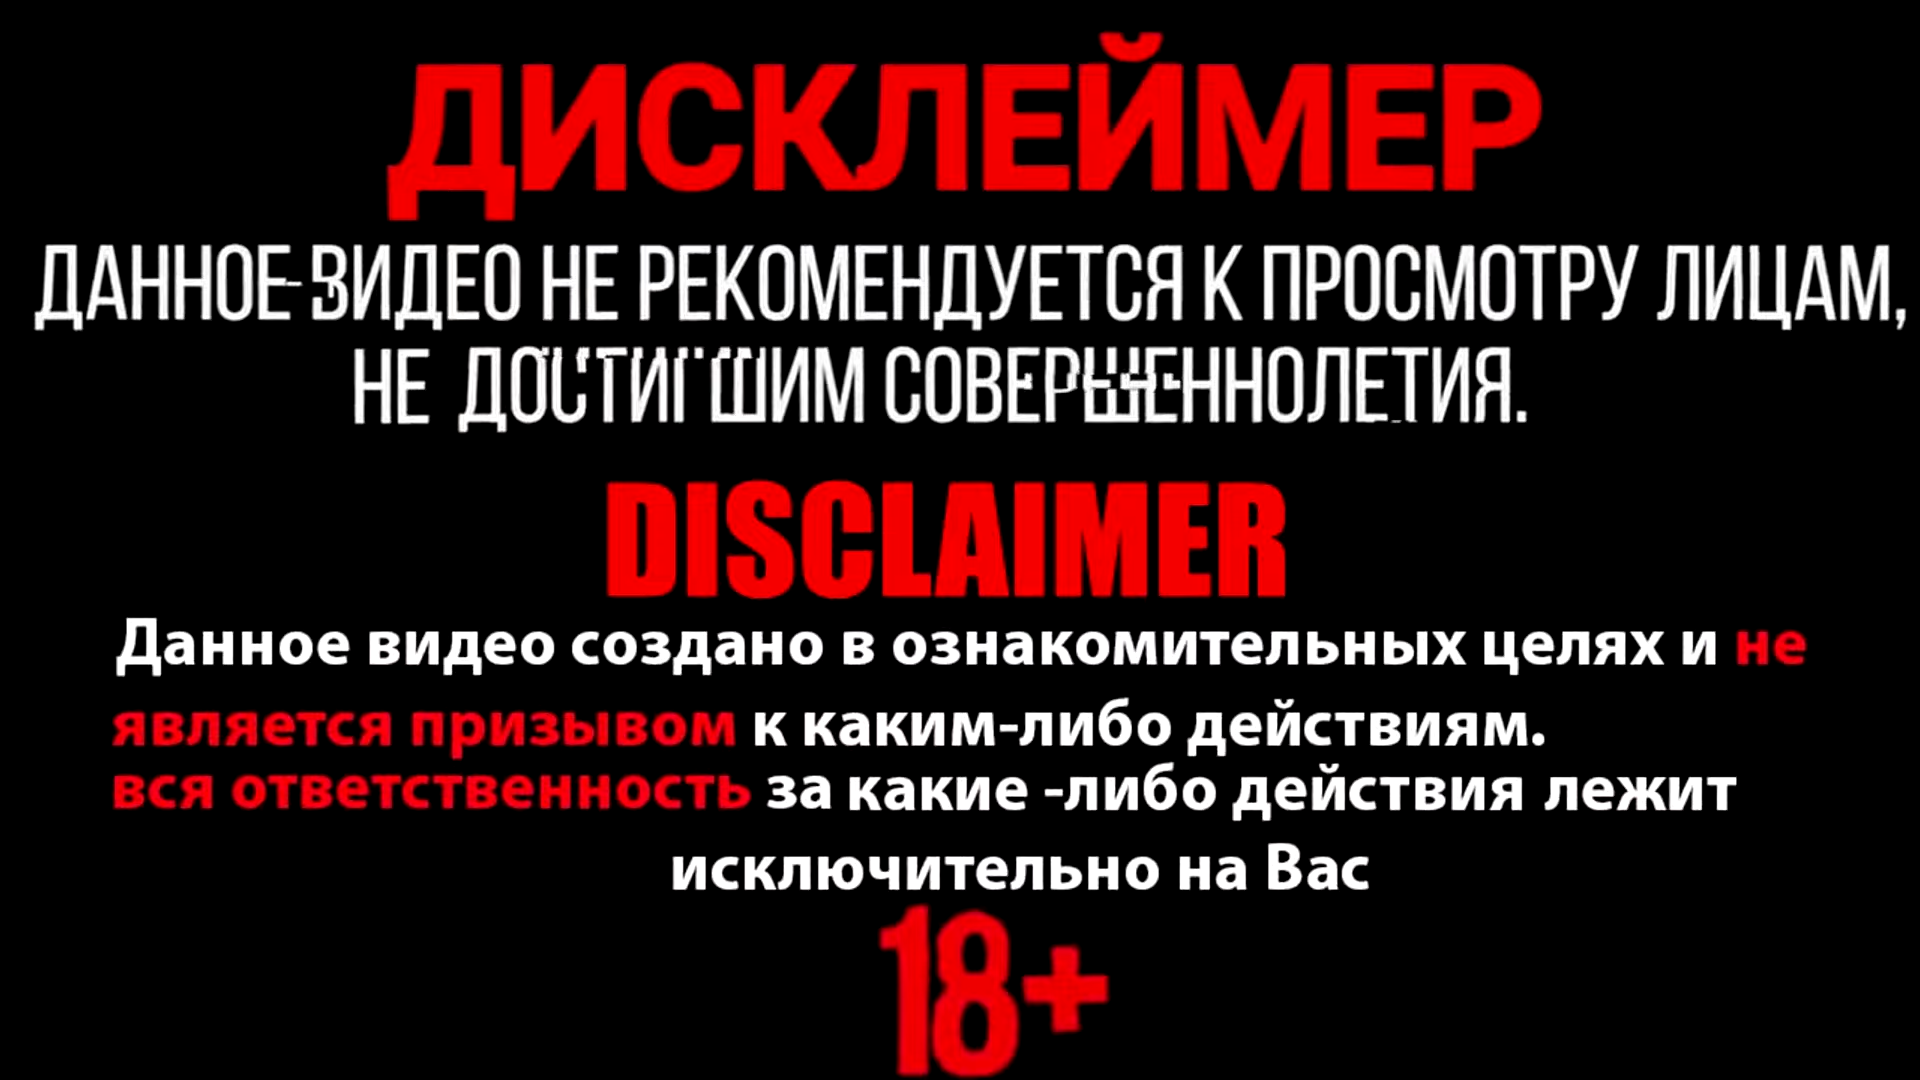 ДИСКЛЕЙМЕР
ДАННОЕ ВИДЕО НЕ РЕКОМЕНДУЕТСЯ К ПРОСМОТРУ ЛИЦАМ,
НЕ ДОСТИГШИМ СОВЕРШЕННОЛЕТИЯ.
DISCLAIMER
Данное видео создано в ознакомительных целях и не
является призывом к каким-либо действиям.
вся ответственность за какие -либо действия лежит
исключительно на Вас
18+